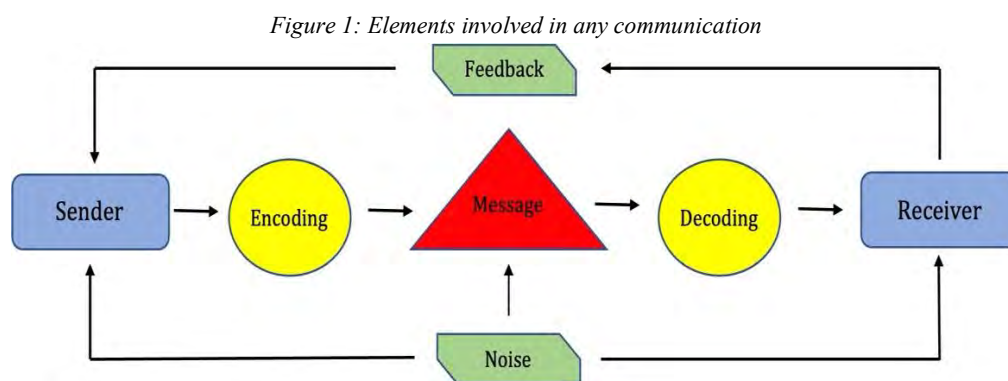 Figure 1: Elements involved in any communication
Feedback
Sender
Encoding
Message
Decoding
Receiver
Noise